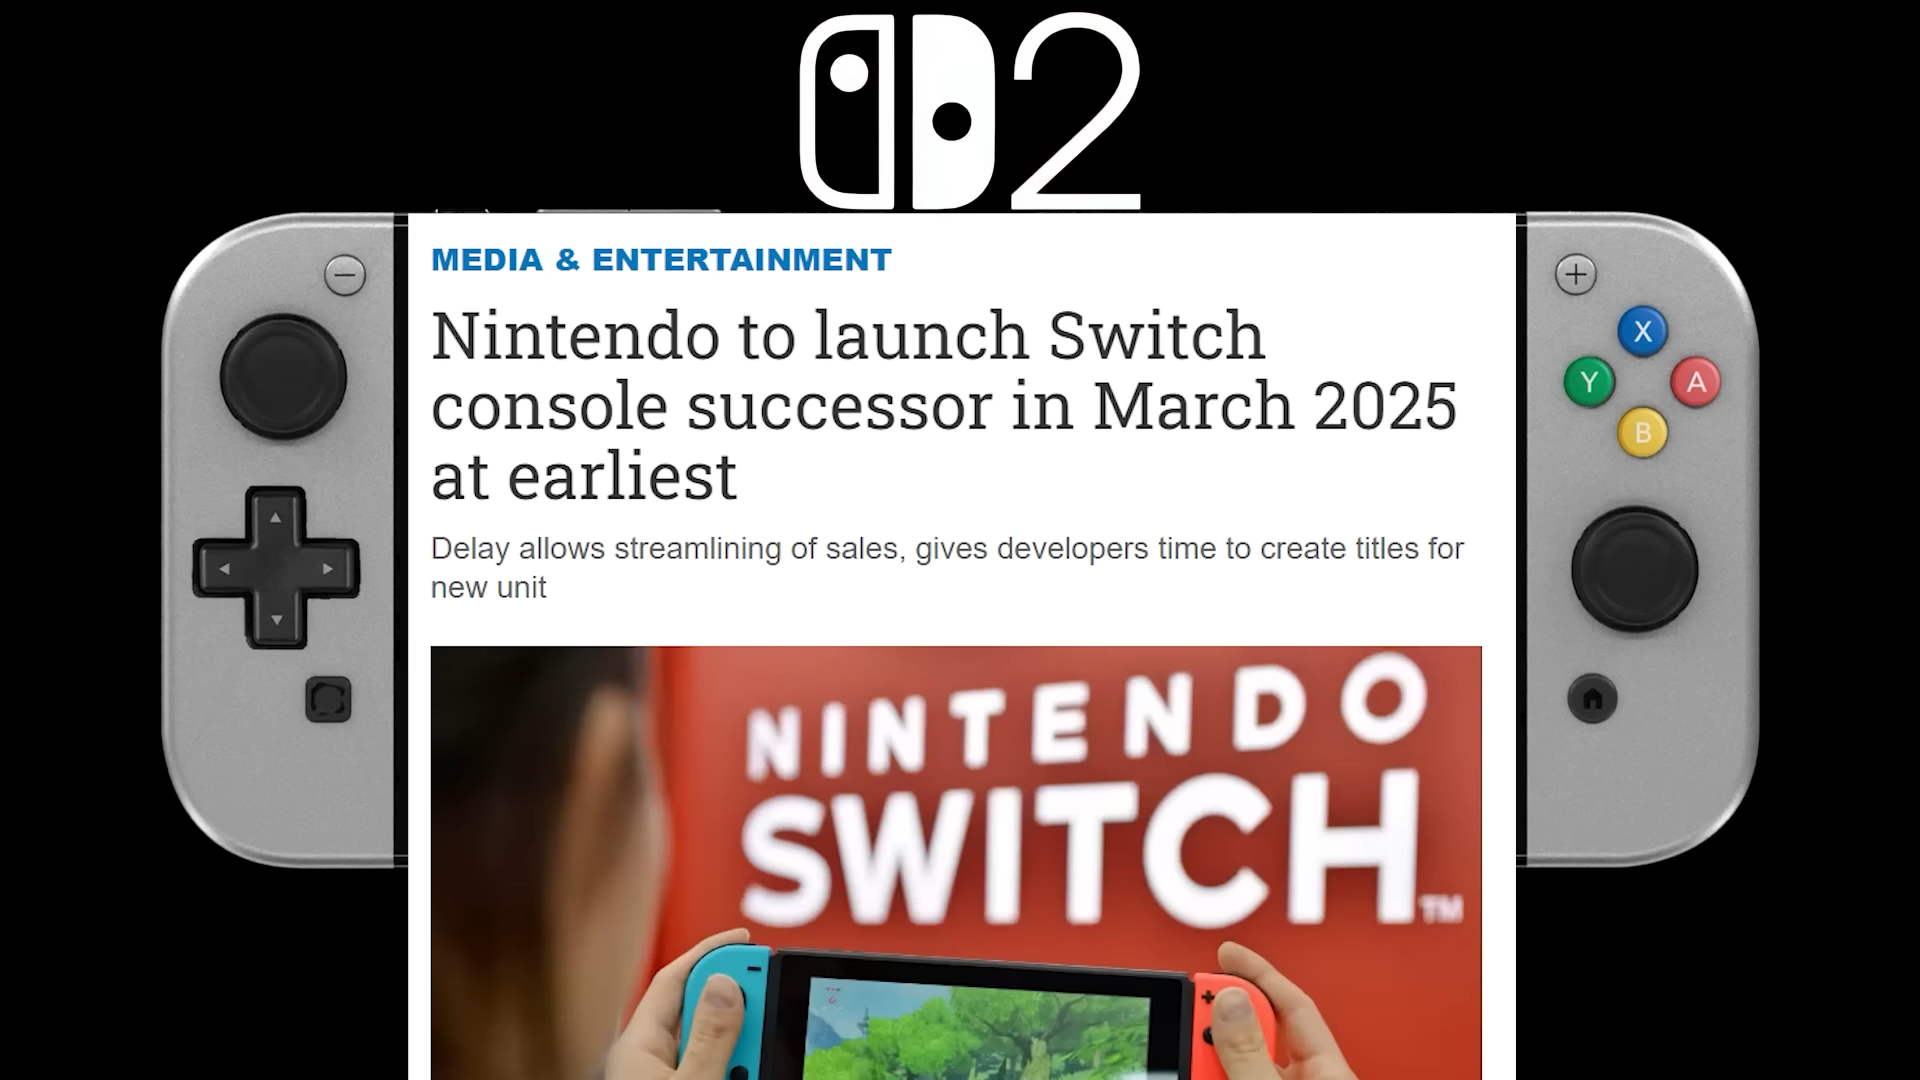 2
MEDIA & ENTERTAINMENT
Nintendo to launch Switch
console successor in March 2025
at earliest
Delay allows streamlining of sales, gives developers time to create titles for
new unit
X
Y
A
B
NINTENDO
SWITCH™